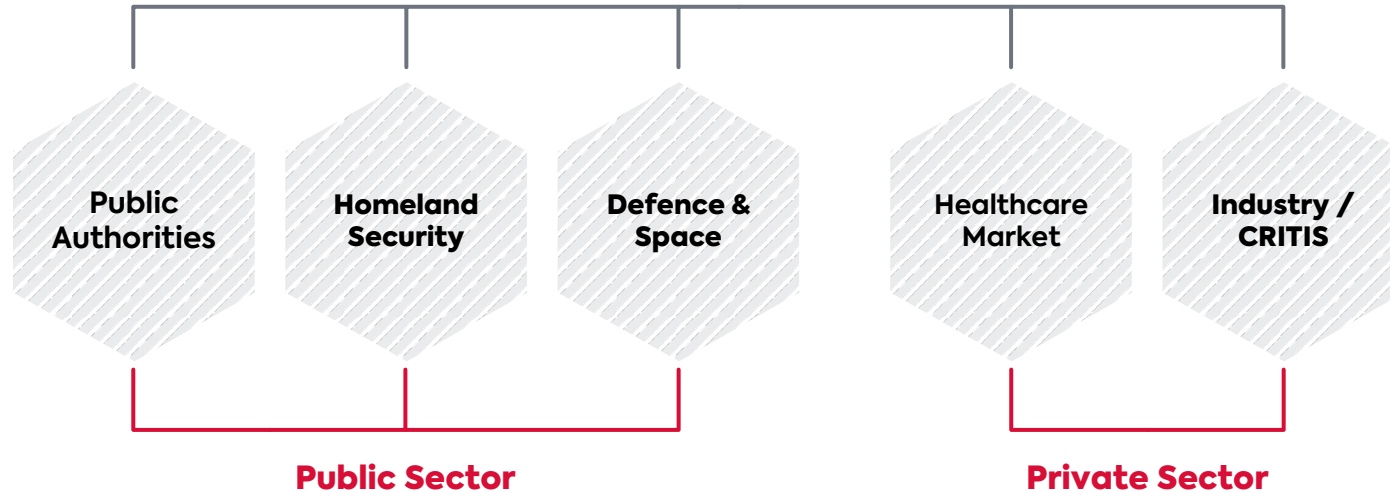 Public
Authorities
Homeland
Security
Defence &
Space
Healthcare
Market
Industry /
CRITIS
Public Sector
Private Sector